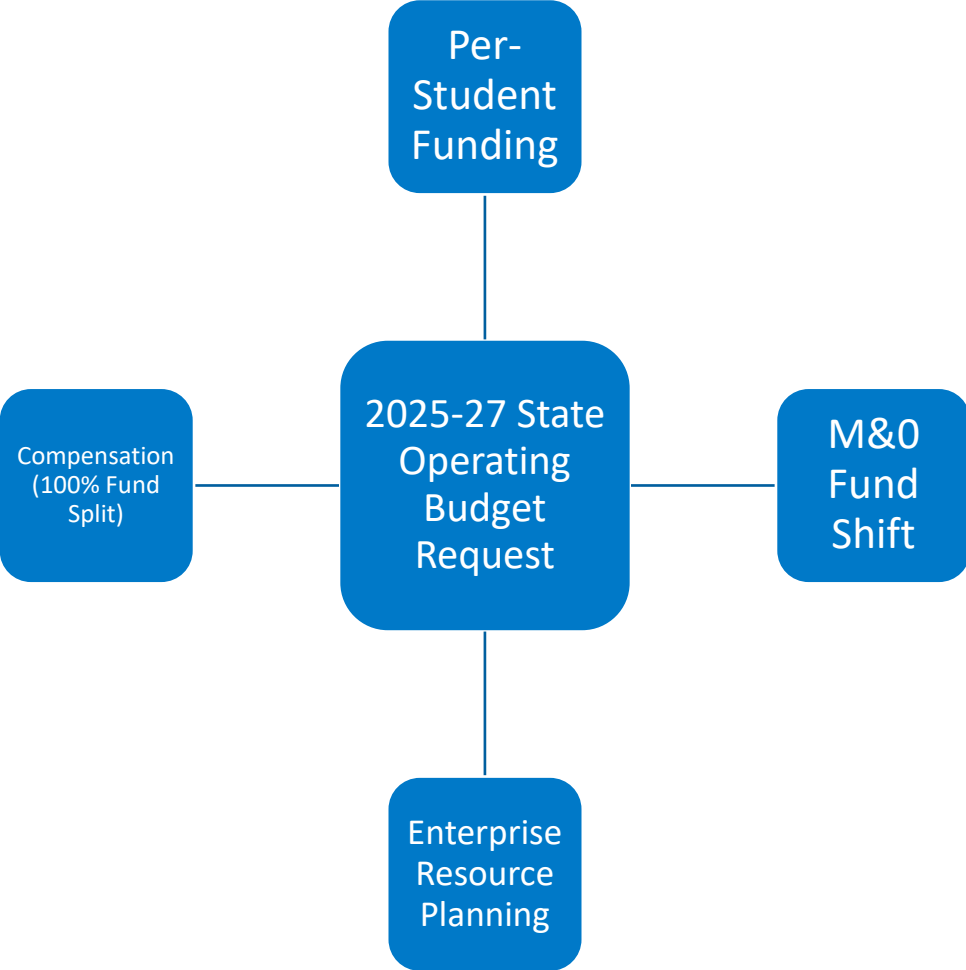 Per-
Student
Funding
Compensation
(100% Fund
Split)
2025-27 State
Operating
Budget
Request
M&0
Fund
Shift
Enterprise
Resource
Planning